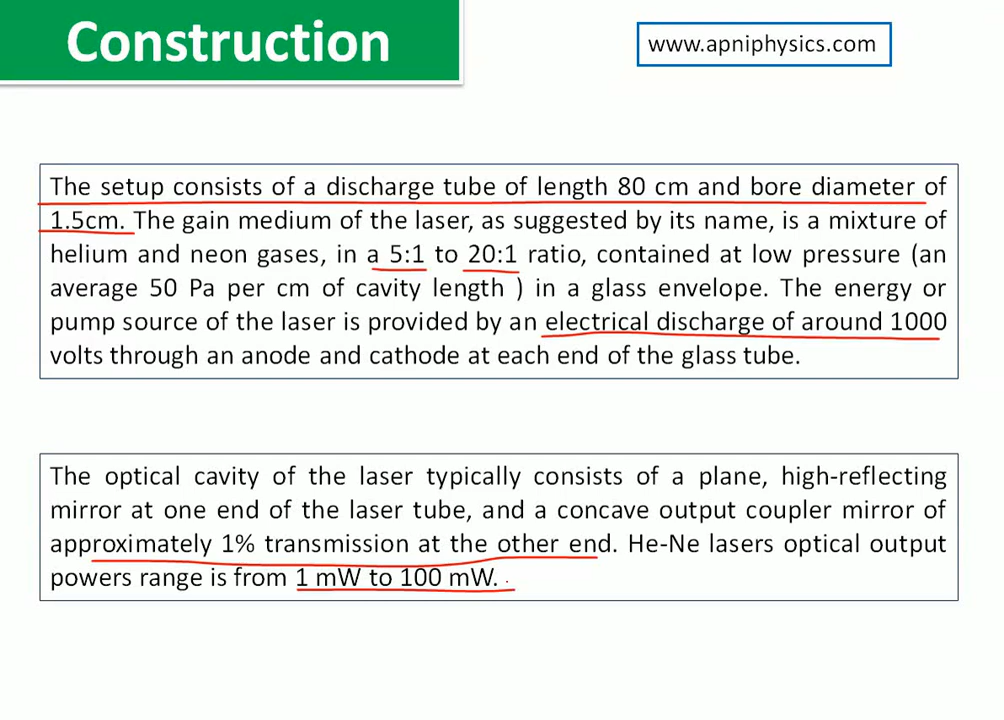 Construction
www.apniphysics.com
The setup consists of a discharge tube of length 80 cm and bore diameter of
1.5cm. The gain medium of the laser, as suggested by its name, is a mixture of
helium and neon gases, in a 5:1 to 20:1 ratio, contained at low pressure (an
average 50 Pa per cm of cavity length ) in a glass envelope. The energy or
pump source of the laser is provided by an electrical discharge of around 1000
volts through an anode and cathode at each end of the glass tube.
The optical cavity of the laser typically consists of a plane, high-reflecting
mirror at one end of the laser tube, and a concave output coupler mirror of
approximately 1% transmission at the other end. He-Ne lasers optical output
powers range is from 1 mW to 100 mW.